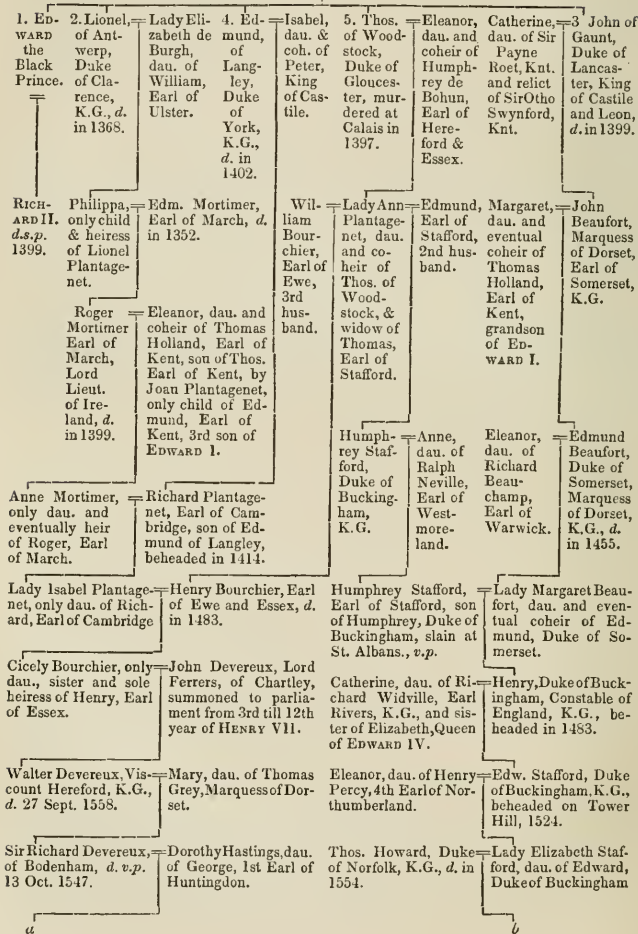 1. EDWARD the Black Prince.
2. Lionel, of Antwerp, Duke of Clarence, K.G., d. in 1368.
Lady Elizabeth de Burgh, dau. of William, Earl of Ulster.
4. Edmund, of Langley, Duke of York, K.G., d. in 1402.
Isabel, dau. & coh. of Peter, King of Castile.
5. Thos. of Woodstock, Duke of Gloucester, murdered at Calais in 1397.
Eleanor, dau. and coheir of Humphrey de Bohun, Earl of Hereford & Essex.
Catherine, dau. of Sir Payne Roet, Knt. and relict of Sir Otho Swynford, Knt.
3 John of Gaunt, Duke of Lancaster, King of Castile and Leon, d. in 1399.
RICHARD II. d.s.p. 1399.
Philippa, only child & heiress of Lionel Plantagenet.
Edm. Mortimer, Earl of March, d. in 1352.
William Bourchier, Earl of Ewe, 3rd husband.
Lady Ann Plantagenet, dau. and coheir of Thos. of Woodstock, & widow of Thomas, Earl of Stafford.
Edmund, Earl of Stafford, 2nd husband.
Margaret, dau. and eventual coheir of Thomas Holland, Earl of Kent, grandson of EDWARD I.
John Beaufort, Marquess of Dorset, Earl of Somerset, K.G.
Roger Mortimer Earl of March, Lord Lieut. of Ireland, d. in 1399.
Eleanor, dau. and coheir of Thomas Holland, Earl of Kent, son of Thos. Earl of Kent, by Joan Plantagenet, only child of Edmund, Earl of Kent, 3rd son of EDWARD I.
Humphrey Stafford, Duke of Buckingham, K.G.
Anne, dau. of Ralph Neville, Earl of Westmoreland.
Eleanor, dau. of Richard Beauchamp, Earl of Warwick.
Edmund Beaufort, Duke of Somerset, Marquess of Dorset, K.G., d. in 1455.
Anne Mortimer, only dau. and eventually heir of Roger, Earl of March.
Richard Plantagenet, Earl of Cambridge, son of Edmund of Langley, beheaded in 1414.
Lady Isabel Plantagenet, only dau. of Richard, Earl of Cambridge
Henry Bourchier, Earl of Ewe and Essex, d. in 1483.
Humphrey Stafford, Earl of Stafford, son of Humphrey, Duke of Buckingham, slain at St. Albans., v.p.
Lady Margaret Beaufort, dau. and eventual coheir of Edmund, Duke of Somerset.
Cicely Bourchier, only dau., sister and sole heiress of Henry, Earl of Essex.
John Devereux, Lord Ferrers, of Chartley, summoned to parliament from 3rd till 12th year of HENRY VII.
Catherine, dau. of Richard Widville, Earl Rivers, K.G., and sister of Elizabeth, Queen of EDWARD IV.
Henry, Duke of Buckingham, Constable of England, K.G., beheaded in 1483.
Walter Devereux, Viscount Hereford, K.G., d. 27 Sept. 1558.
Mary, dau. of Thomas Grey, Marquess of Dorset.
Eleanor, dau. of Henry Percy, 4th Earl of Northumberland.
Edw. Stafford, Duke of Buckingham, K.G., beheaded on Tower Hill, 1524.
Sir Richard Devereux, of Bodenham, d. v.p. 13 Oct. 1547.
Dorothy Hastings, dau. of George, 1st Earl of Huntingdon.
Thos. Howard, Duke of Norfolk, K.G., d. in 1554.
Lady Elizabeth Stafford, dau. of Edward, Duke of Buckingham
a
b